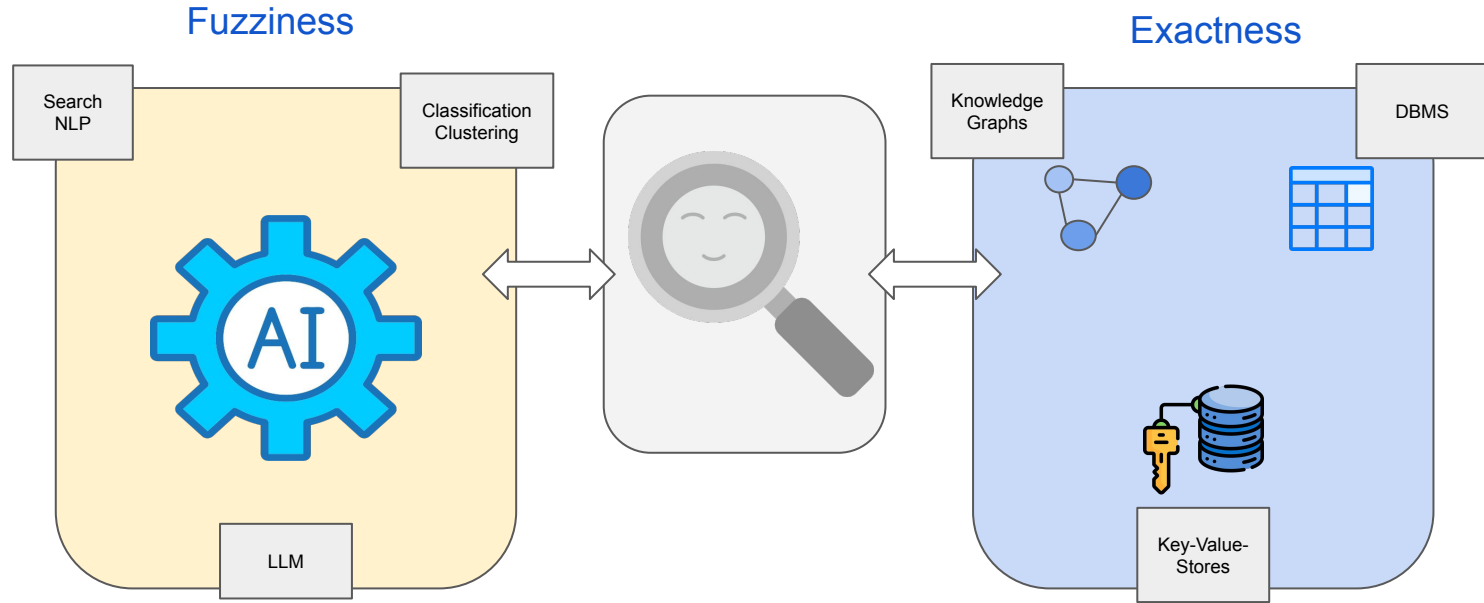 Fuzziness
Exactness
Search
NLP
Classification
Clustering
Knowledge
Graphs
DBMS
AI
LLM
Key-Value-
Stores